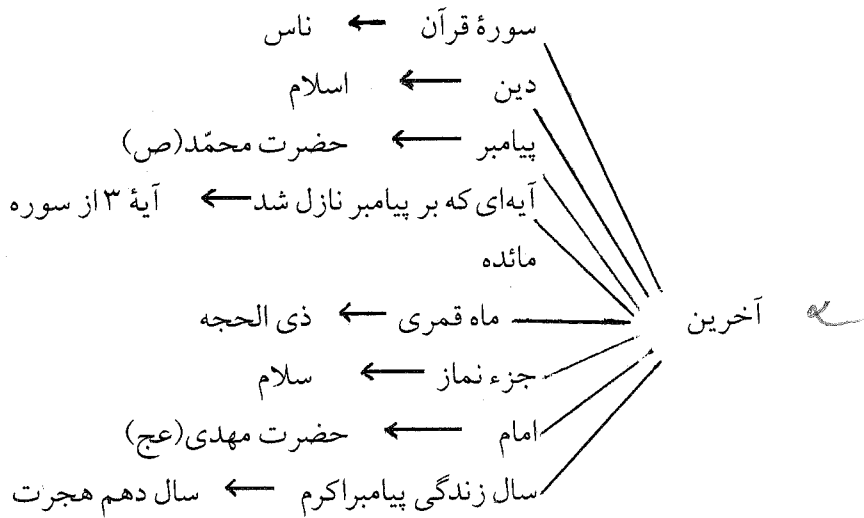 سورهٔ قرآن ← ناس
دین ← اسلام
پیامبر ← حضرت محمّد(ص)
آیه‌ای که بر پیامبر نازل شد ← آیهٔ ۳ از سوره
مائده
آخرین
ماه قمری ← ذی الحجه
جزء نماز ← سلام
امام ← حضرت مهدی(عج)
سال زندگی پیامبراکرم ← سال دهم هجرت